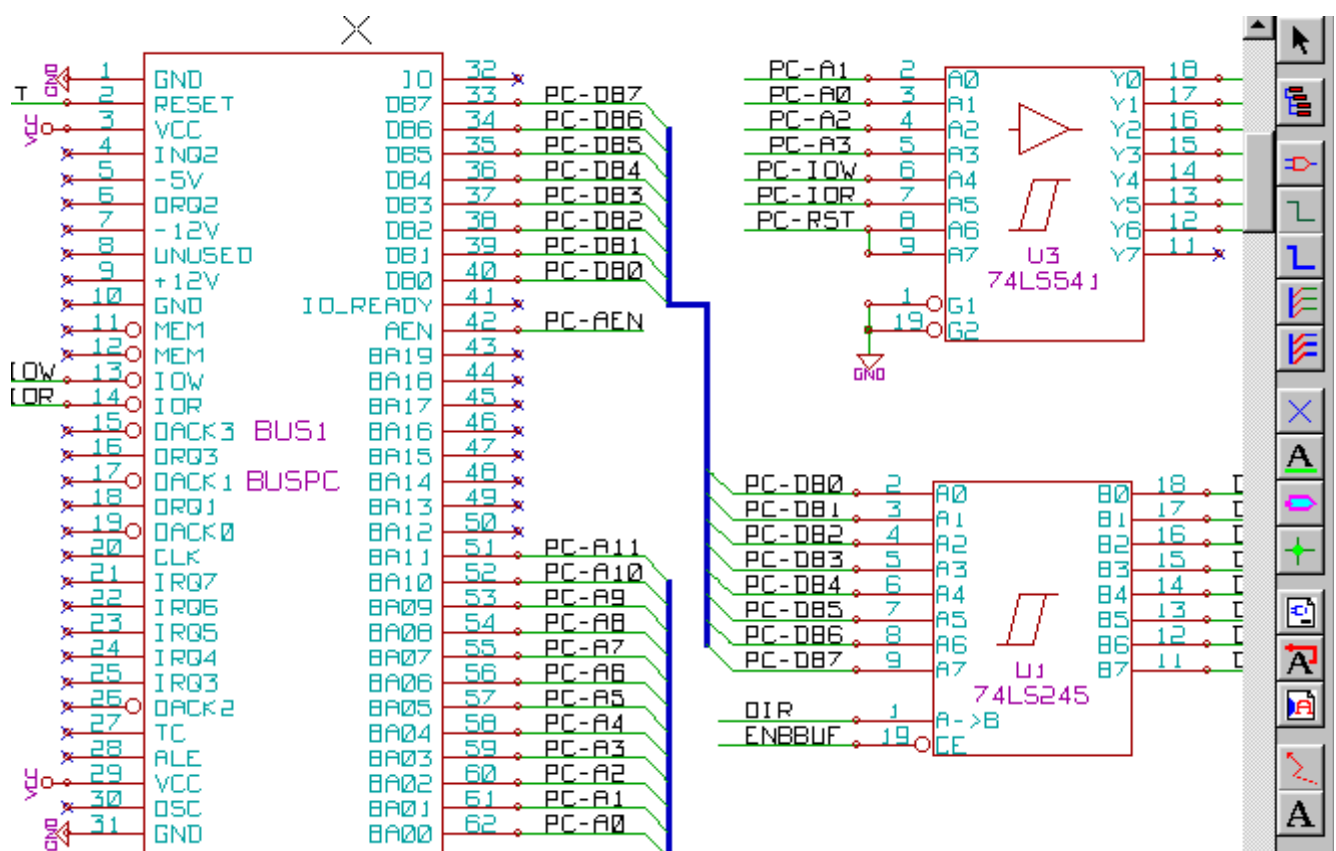 1 GND IO 32
T 2 RESET DB7 33 PC-DB7
VCC 3 VCC DB6 34 PC-DB6
4 INQ2 DB5 35 PC-DB5
5 -5V DB4 36 PC-DB4
6 DRQ2 DB3 37 PC-DB3
7 -12V DB2 38 PC-DB2
8 UNUSED DB1 39 PC-DB1
9 +12V DB0 40 PC-DB0
10 GND IO_READY 41
11 MEM AEN 42 PC-AEN
12 MEM BA19 43
IOW 13 IOW BA18 44
IOR 14 IOR BA17 45
15 DACK3 BUS1 BA16 46
16 DRQ3 BA15 47
17 DACK1 BUSPC BA14 48
18 DRQ1 BA13 49
19 DACK0 BA12 50
20 CLK BA11 51 PC-A11
21 IRQ7 BA10 52 PC-A10
22 IRQ6 BA09 53 PC-A9
23 IRQ5 BA08 54 PC-A8
24 IRQ4 BA07 55 PC-A7
25 IRQ3 BA06 56 PC-A6
26 DACK2 BA05 57 PC-A5
27 TC BA04 58 PC-A4
28 ALE BA03 59 PC-A3
VCC 29 VCC BA02 60 PC-A2
30 OSC BA01 61 PC-A1
GND 31 GND BA00 62 PC-A0
PC-A1 2 A0 Y0 18
PC-A0 3 A1 Y1 17
PC-A2 4 A2 Y2 16
PC-A3 5 A3 Y3 15
PC-IOW 6 A4 Y4 14
PC-IOR 7 A5 Y5 13
PC-RST 8 A6 Y6 12
9 A7 Y7 11
U3
74LS541
1 G1
19 G2
GND
PC-DB0 2 A0 B0 18
PC-DB1 3 A1 B1 17
PC-DB2 4 A2 B2 16
PC-DB3 5 A3 B3 15
PC-DB4 6 A4 B4 14
PC-DB5 7 A5 B5 13
PC-DB6 8 A6 B6 12
PC-DB7 9 A7 B7 11
U1
74LS245
DIR 1 A->B
ENBBUF 19 CE
A
A
A
A